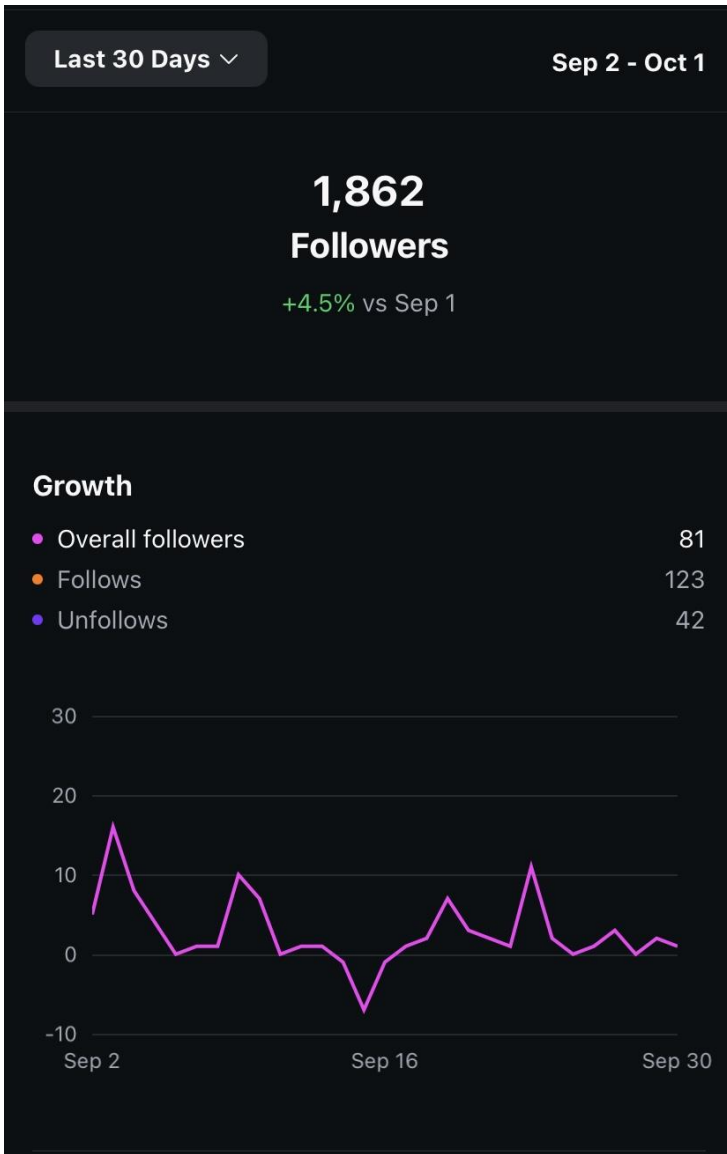 Last 30 Days
Sep 2 - Oct 1
1,862
Followers
+4.5% vs Sep 1
Growth
Overall followers 81
Follows 123
Unfollows 42
30
20
10
0
-10
Sep 2 Sep 16 Sep 30